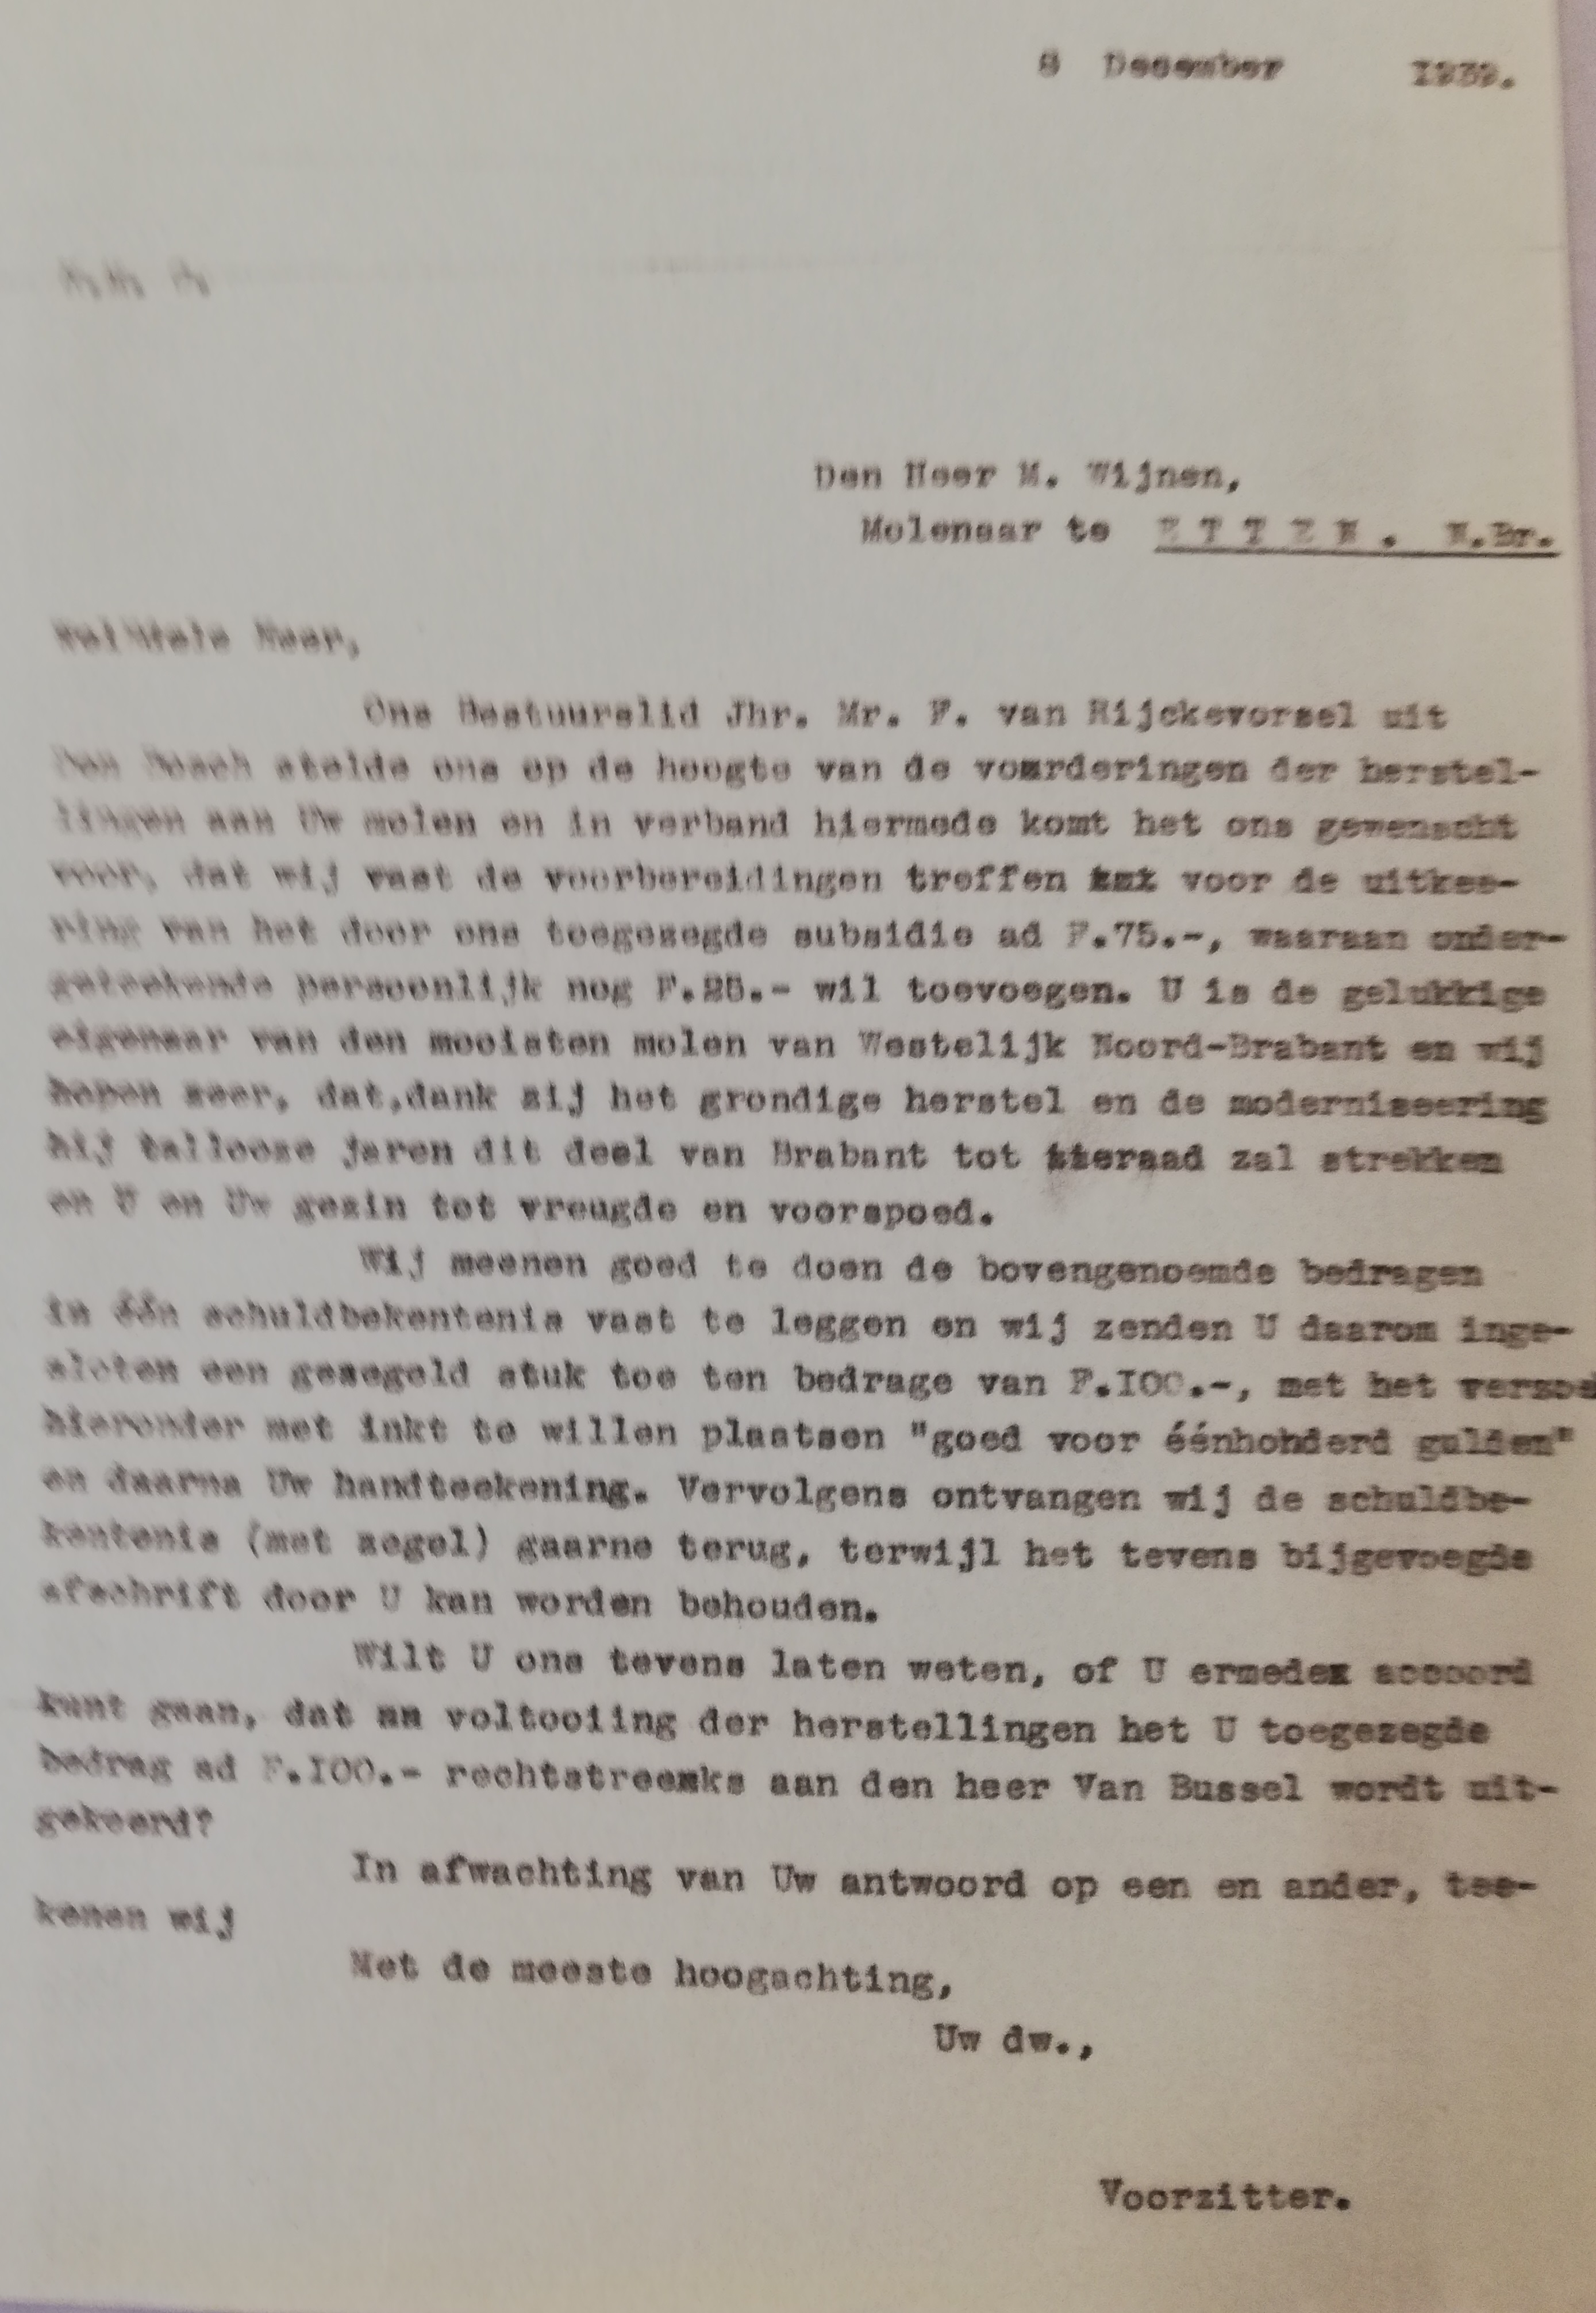 8 December 1939.
Den Heer M. Wijnen,
Molenaar te E T T E N . N.Br.
WelEdele Heer,
Ons Bestuurslid Jhr. Mr. F. van Rijckevorsel uit
Den Bosch stelde ons op de hoogte van de vorderingen der herstel-
lingen aan Uw molen en in verband hiermede komt het ons gewenscht
voor, dat wij vast de voorbereidingen treffen voor de uitkee-
ring van het door ons toegezegde subsidie ad F.75.-, waaraan onder-
geteekende persoonlijk nog F.25.- wil toevoegen. U is de gelukkige
eigenaar van den mooisten molen van Westelijk Noord-Brabant en wij
hopen zeer, dat,dank zij het grondige herstel en de moderniseering
hij tallooze jaren dit deel van Brabant tot sieraad zal strekken
en U en Uw gezin tot vreugde en voorspoed.
Wij meenen goed te doen de bovengenoemde bedragen
in één schuldbekentenis vast te leggen en wij zenden U daarom inge-
sloten een gezegeld stuk toe ten bedrage van F.I00.-, met het verzoek
hieronder met inkt te willen plaatsen "goed voor éénhonderd gulden"
en daarna Uw handteekening. Vervolgens ontvangen wij de schuldbe-
kentenis (met zegel) gaarne terug, terwijl het tevens bijgevoegde
afschrift door U kan worden behouden.
Wilt U ons tevens laten weten, of U ermede accoord
kunt gaan, dat na voltooiing der herstellingen het U toegezegde
bedrag ad F.I00.- rechtstreeks aan den heer Van Bussel wordt uit-
gekeerd?
In afwachting van Uw antwoord op een en ander, tee-
kenen wij
Met de meeste hoogachting,
Uw dw.,
Voorzitter.